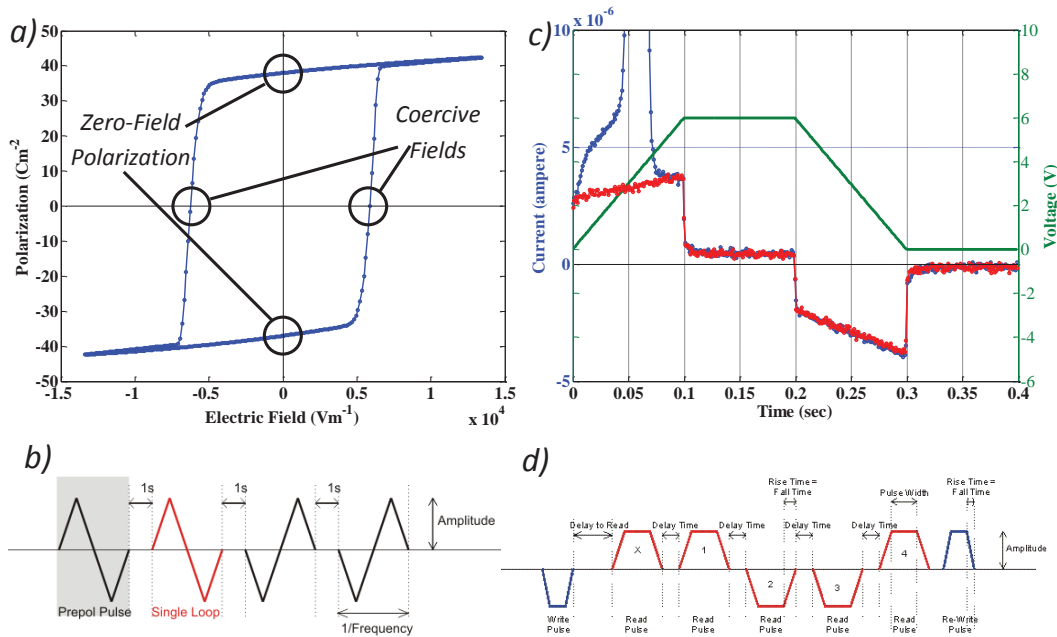 a)
50
40
30
20
10
0
-10
-20
-30
-40
-50
Polarization (Cm-2)
Zero-Field
Polarization
Coercive
Fields
-1.5
-1
-0.5
0
0.5
1
1.5
x 10 4
Electric Field (Vm-1)
c)
10 x 10 -6
5
0
-5
Current (ampere)
10
8
6
4
2
0
-2
-4
-6
Voltage (V)
0
0.05
0.1
0.15
0.2
0.25
0.3
0.35
0.4
Time (sec)
b)
1s
1s
1s
Amplitude
Prepol Pulse
Single Loop
1/Frequency
d)
Rise Time =
Fall Time
Pulse Width
Rise Time =
Fall Time
Delay to Read
Delay Time
Delay Time
Delay Time
Delay Time
X
1
2
3
4
Amplitude
Write
Pulse
Read
Pulse
Read
Pulse
Read
Pulse
Read
Pulse
Read
Pulse
Re-Write
Pulse